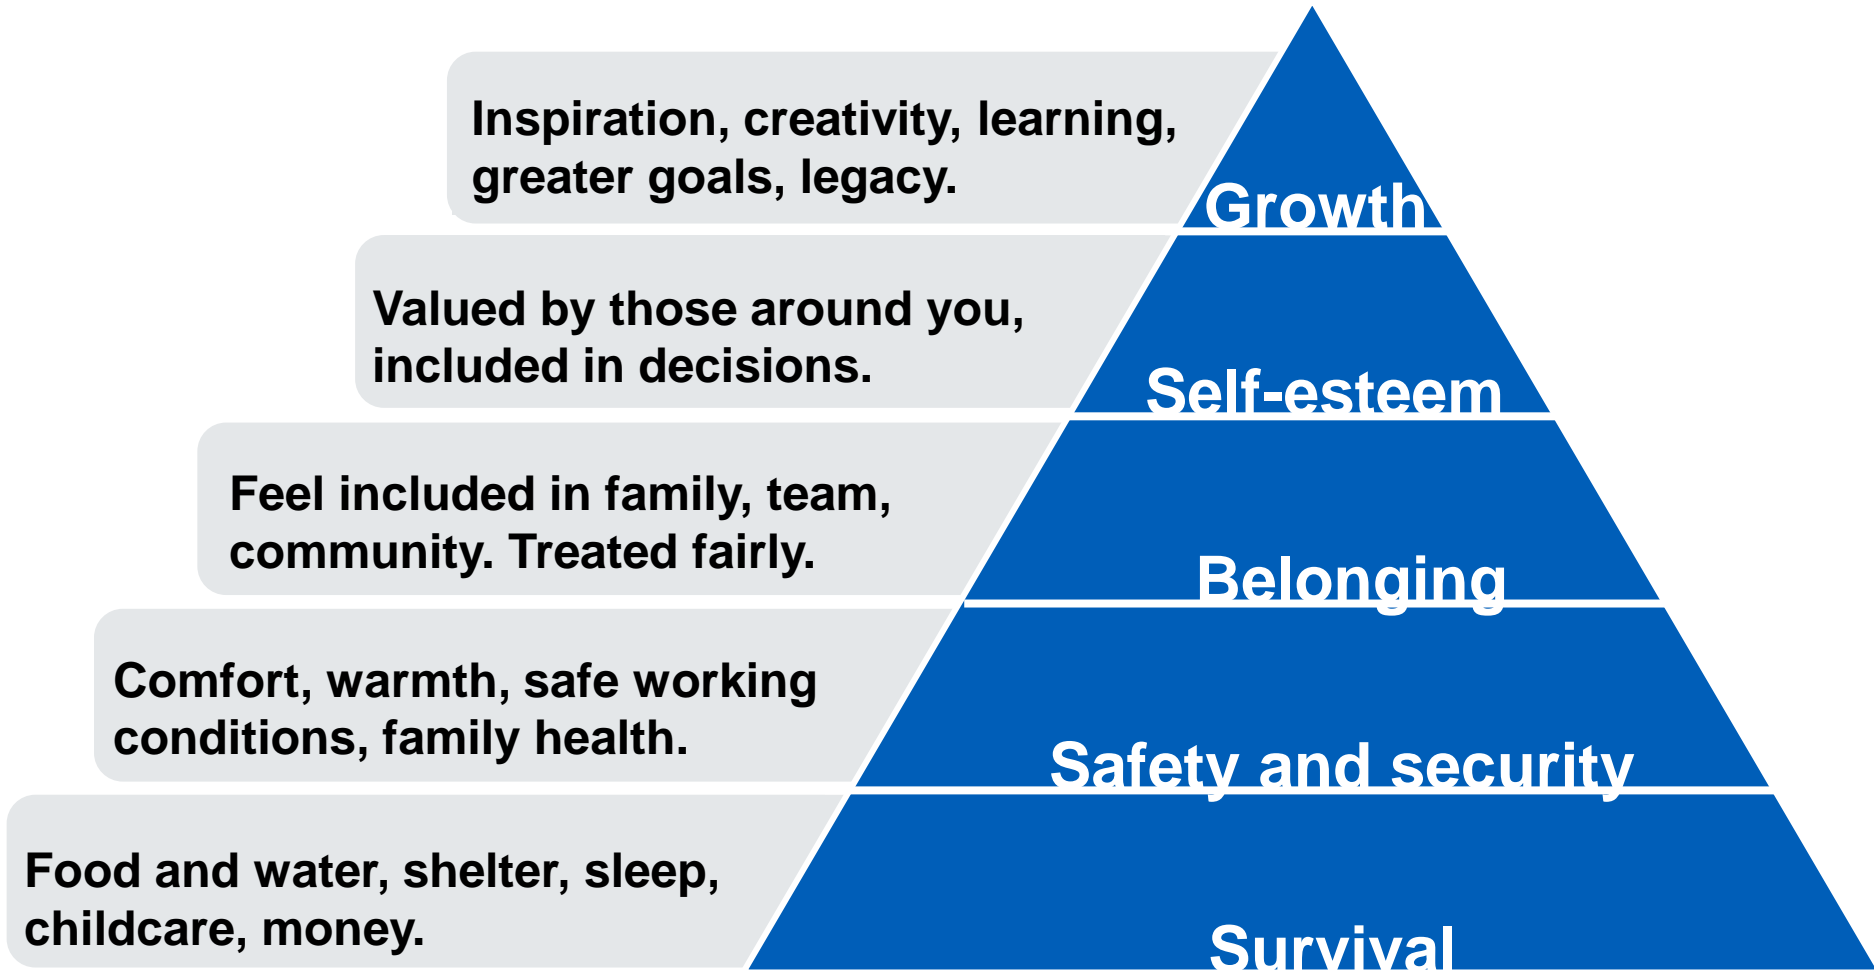 Inspiration, creativity, learning,
greater goals, legacy.
Growth
Valued by those around you,
included in decisions.
Self-esteem
Feel included in family, team,
community. Treated fairly.
Belonging
Comfort, warmth, safe working
conditions, family health.
Safety and security
Food and water, shelter, sleep,
childcare, money.
Survival